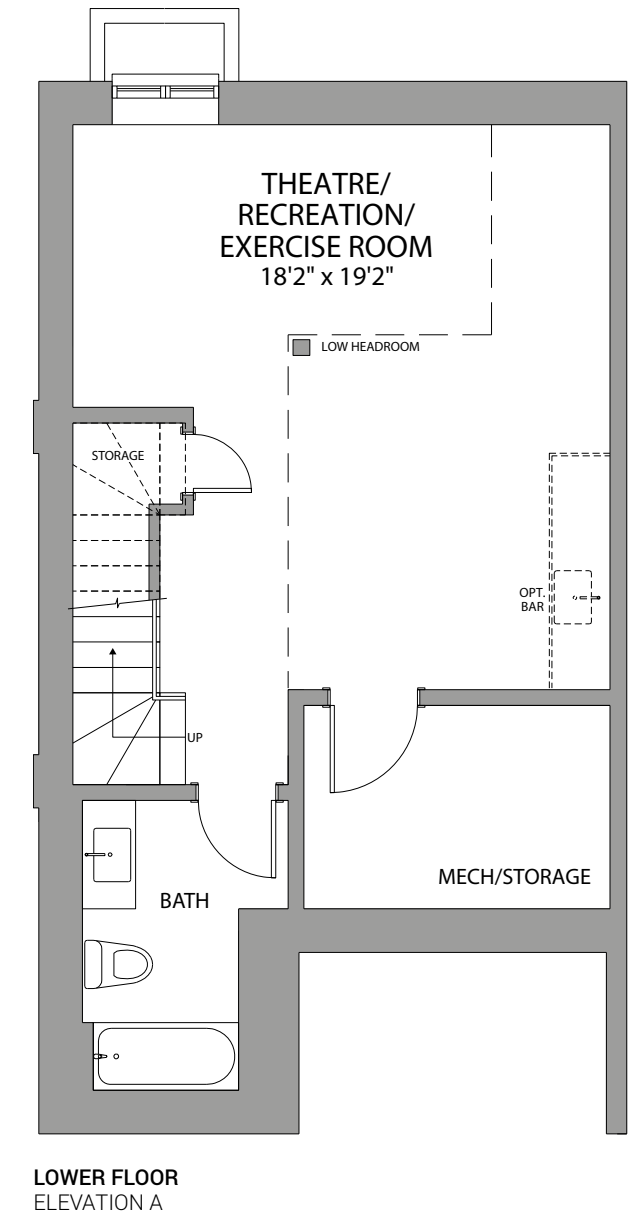 THEATRE/
RECREATION/
EXERCISE ROOM
18'2" x 19'2"
LOW HEADROOM
STORAGE
OPT.
BAR
UP
MECH/STORAGE
BATH
LOWER FLOOR
ELEVATION A